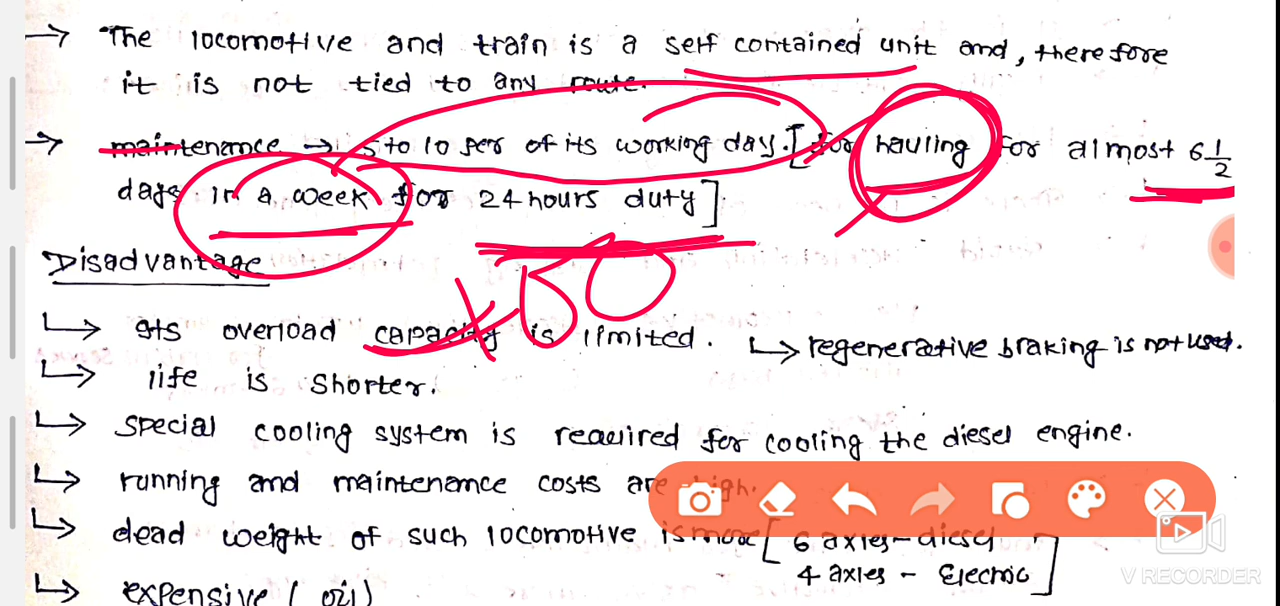 → The locomotive and train is a self contained unit and, therefore
it is not tied to any route.
→ maintenance → is 5 to 10 per of its working day. [for hauling for almost 6 1/2
days in a week for 24 hours duty]
Disadvantage
↳ Its overload capacity is limited. ↳ regenerative braking is not used.
↳ life is shorter.
↳ special cooling system is required for cooling the diesel engine.
↳ running and maintenance costs are high.
↳ dead weight of such locomotive is more [6 axles - diesel
4 axles - Electric]
↳ expensive (oil)
V RECORDER